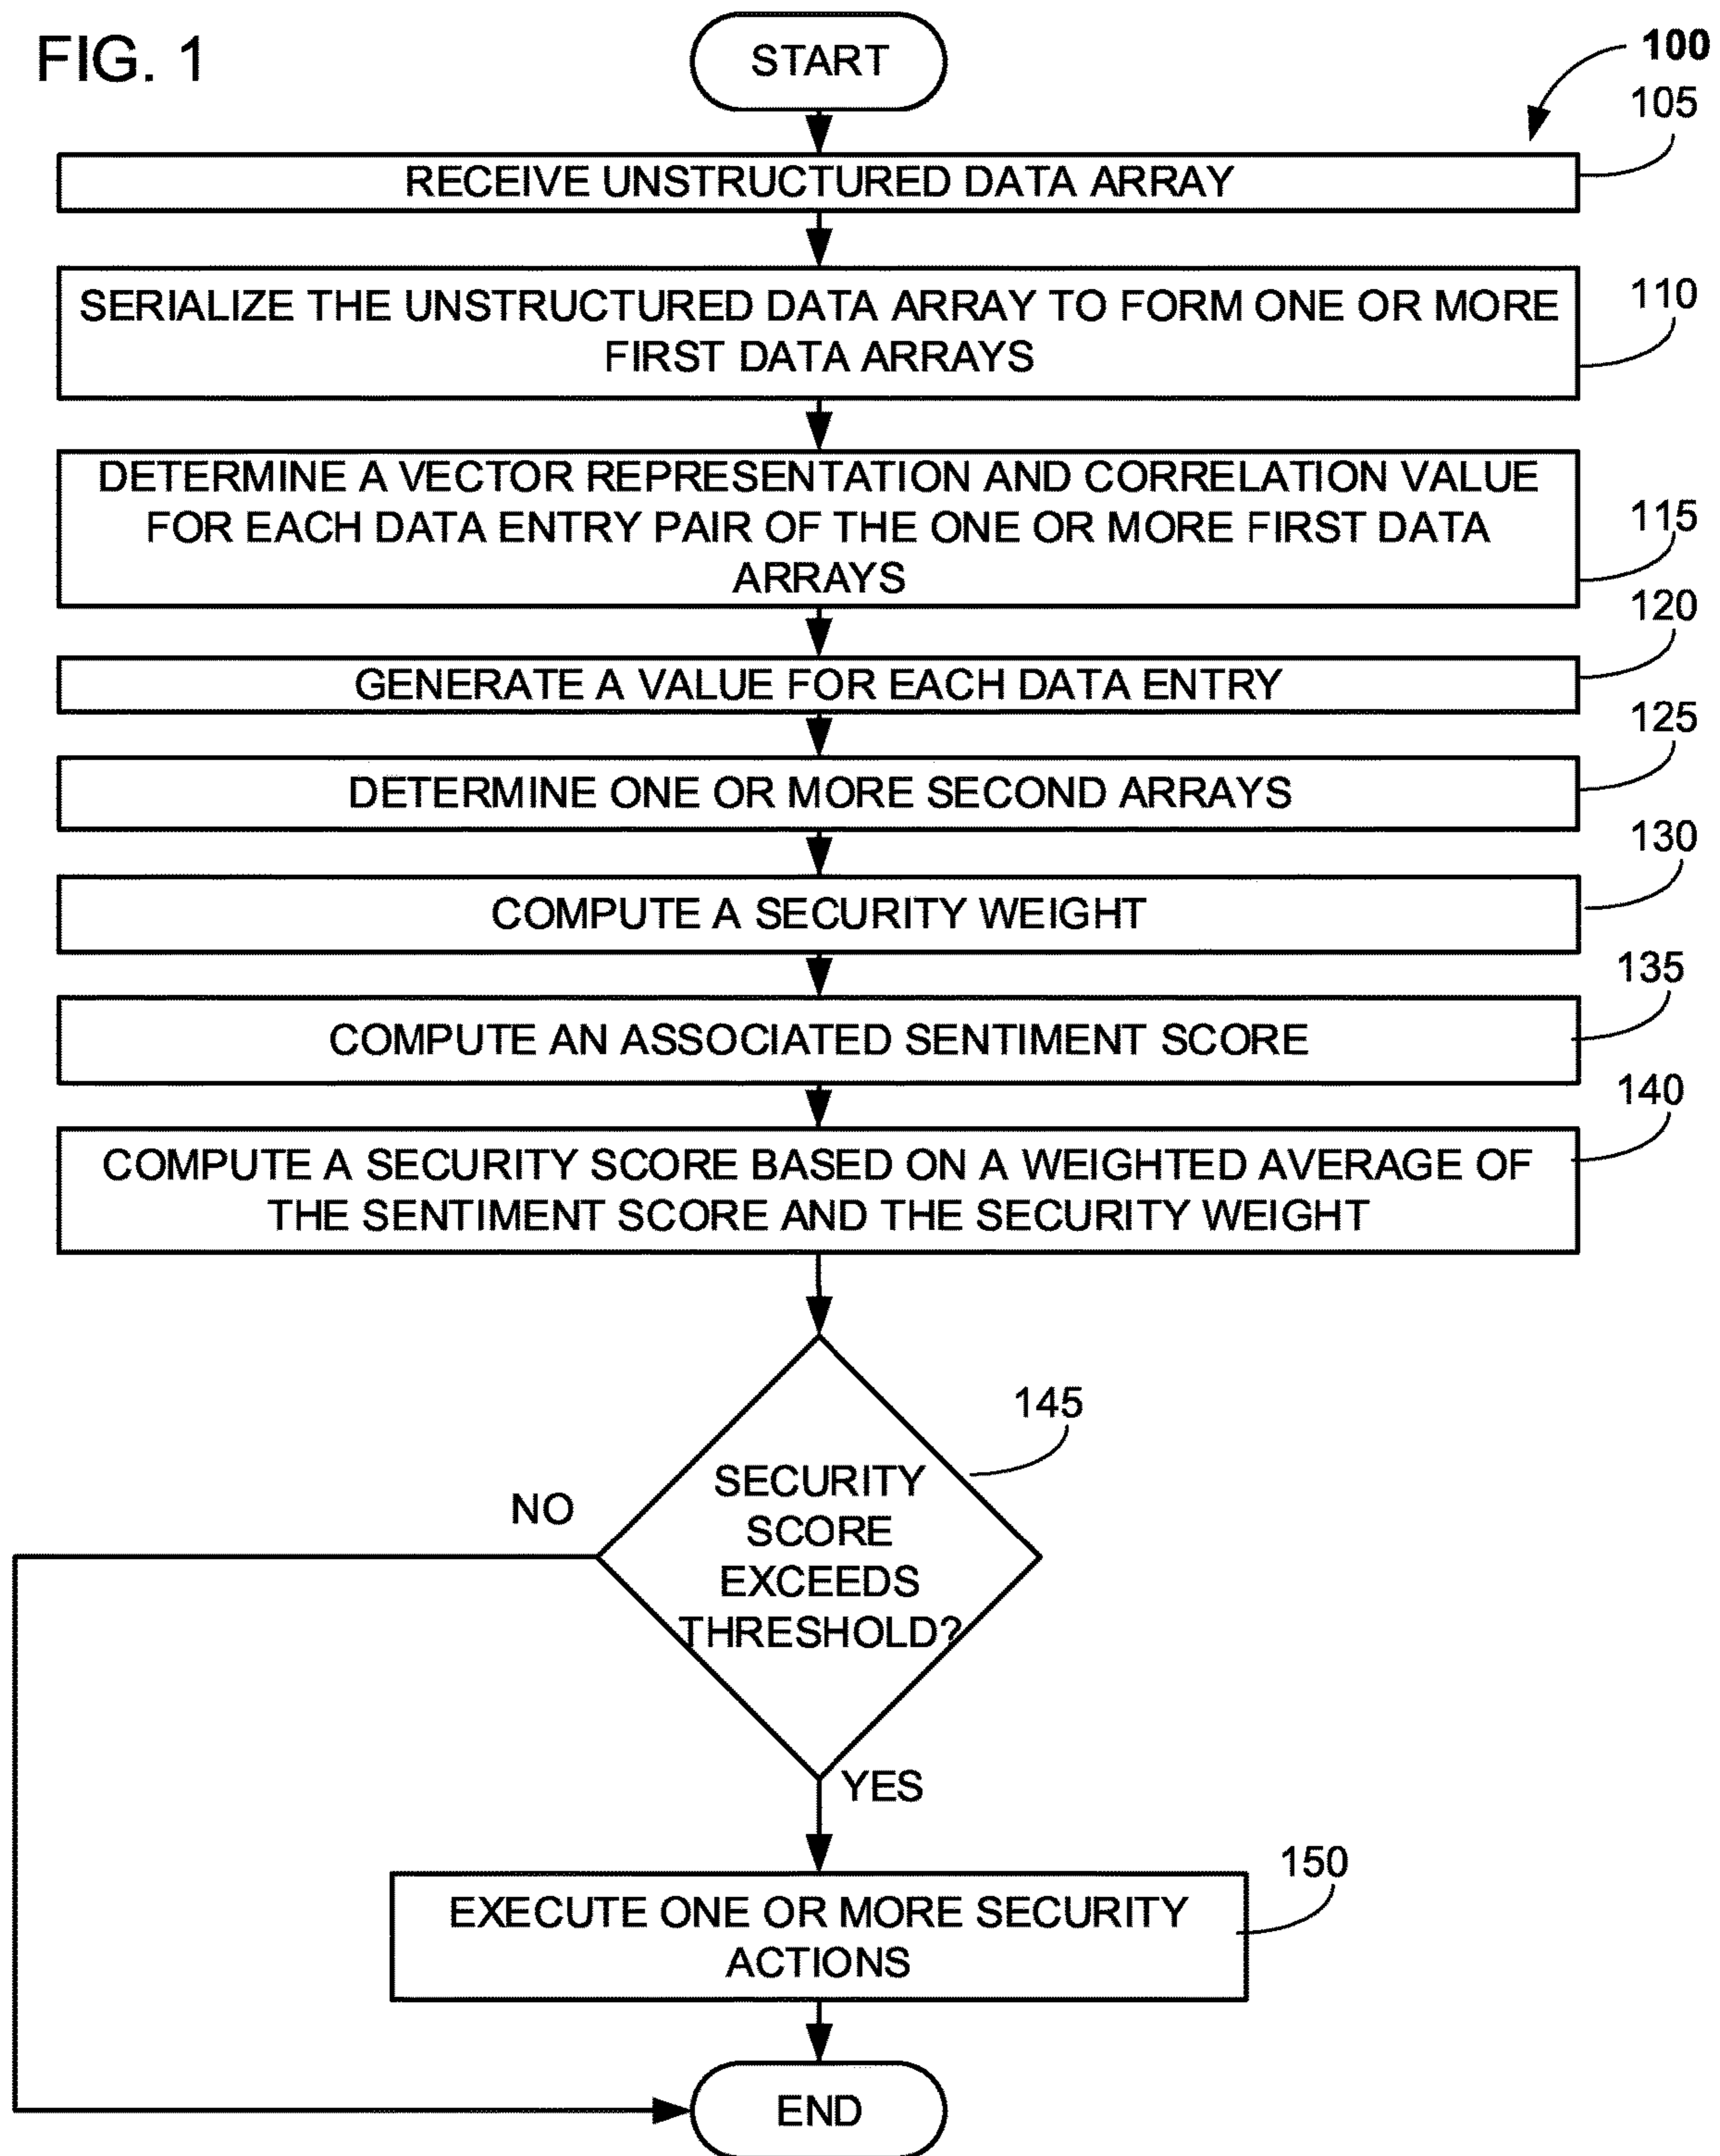 FIG. 1
START
100
105
RECEIVE UNSTRUCTURED DATA ARRAY
110
SERIALIZE THE UNSTRUCTURED DATA ARRAY TO FORM ONE OR MORE
FIRST DATA ARRAYS
DETERMINE A VECTOR REPRESENTATION AND CORRELATION VALUE
FOR EACH DATA ENTRY PAIR OF THE ONE OR MORE FIRST DATA
ARRAYS
115
120
GENERATE A VALUE FOR EACH DATA ENTRY
125
DETERMINE ONE OR MORE SECOND ARRAYS
130
COMPUTE A SECURITY WEIGHT
135
COMPUTE AN ASSOCIATED SENTIMENT SCORE
140
COMPUTE A SECURITY SCORE BASED ON A WEIGHTED AVERAGE OF
THE SENTIMENT SCORE AND THE SECURITY WEIGHT
145
SECURITY
SCORE
EXCEEDS
THRESHOLD?
NO
YES
150
EXECUTE ONE OR MORE SECURITY
ACTIONS
END